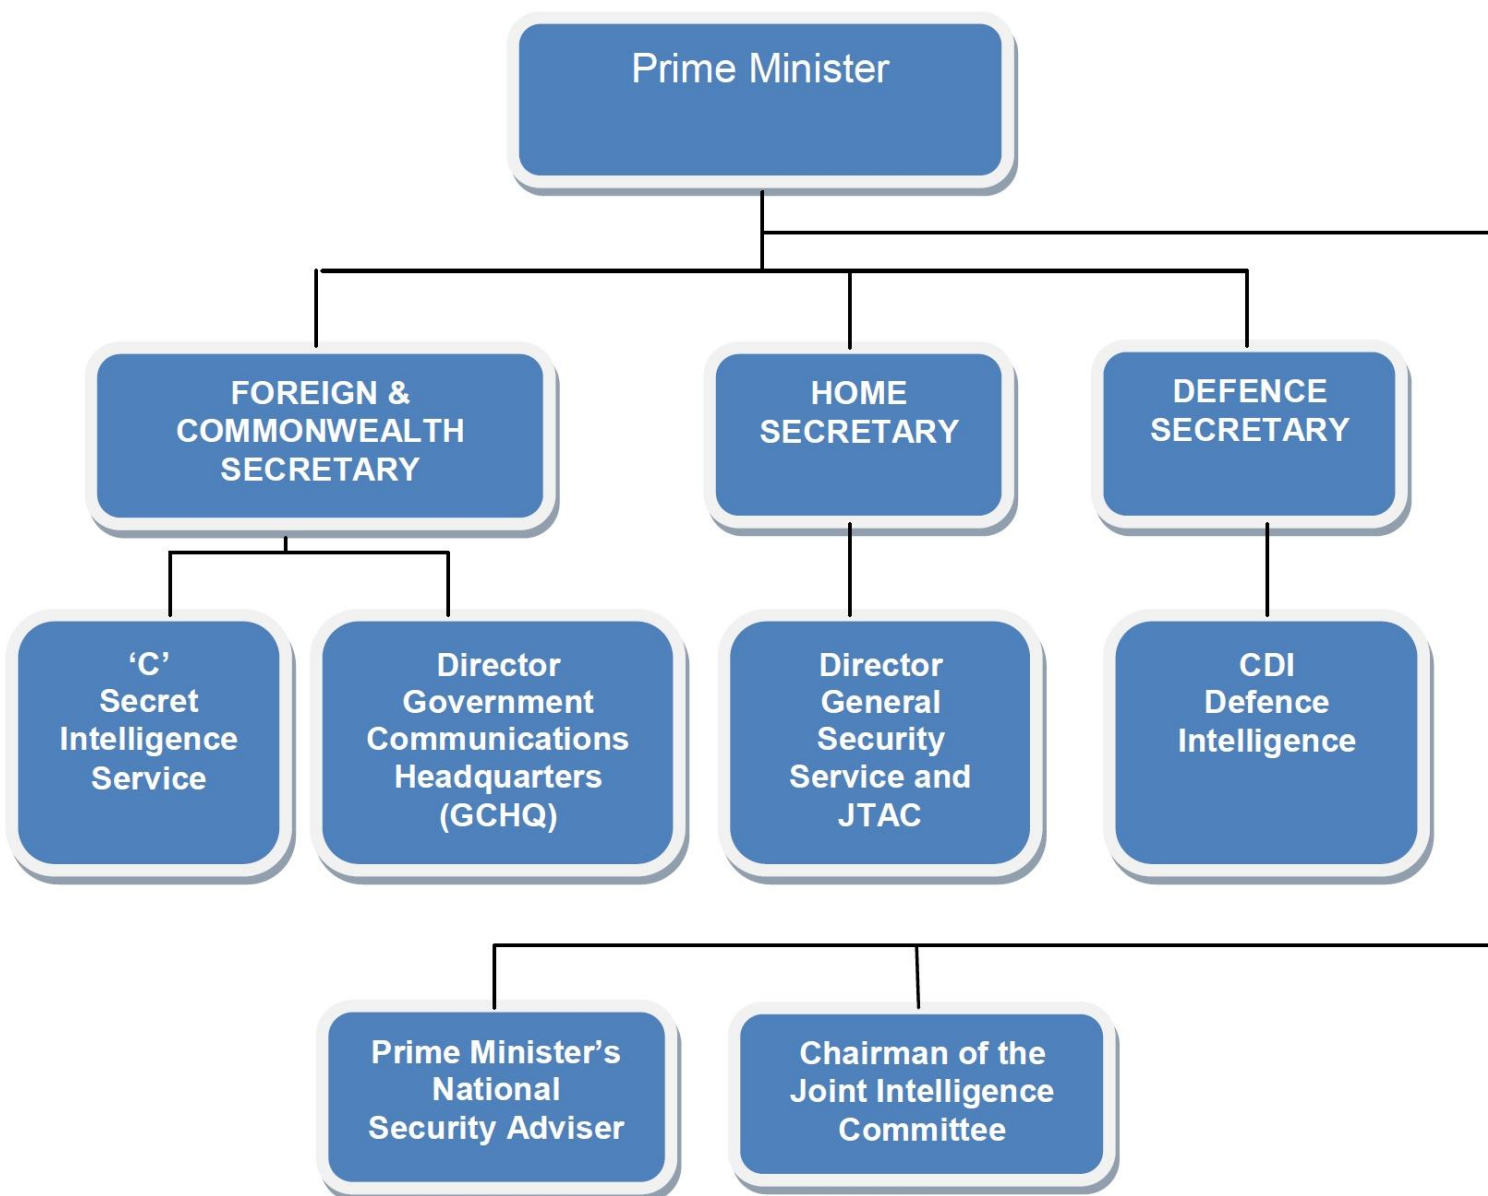 Prime Minister
FOREIGN &
COMMONWEALTH
SECRETARY
HOME
SECRETARY
DEFENCE
SECRETARY
‘C’
Secret
Intelligence
Service
Director
Government
Communications
Headquarters
(GCHQ)
Director
General
Security
Service and
JTAC
CDI
Defence
Intelligence
Prime Minister’s
National
Security Adviser
Chairman of the
Joint Intelligence
Committee